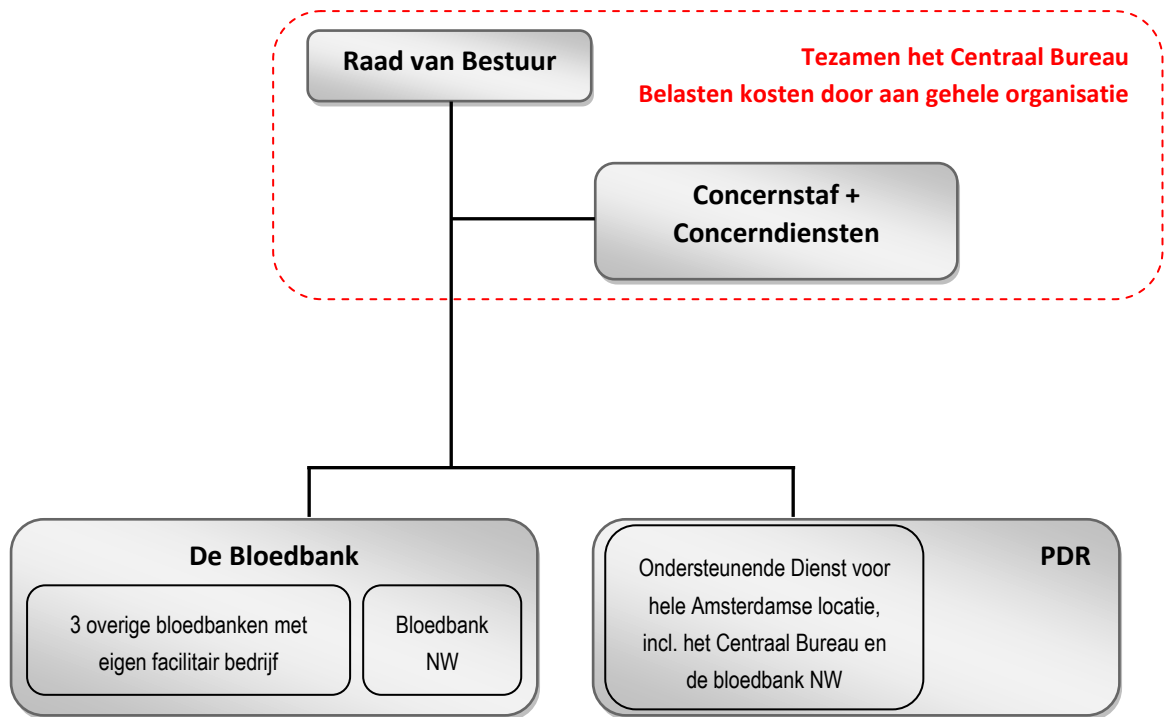 Raad van Bestuur
Tezamen het Centraal Bureau
Belasten kosten door aan gehele organisatie
Concernstaf +
Concerndiensten
De Bloedbank
3 overige bloedbanken met
eigen facilitair bedrijf
Bloedbank
NW
PDR
Ondersteunende Dienst voor
hele Amsterdamse locatie,
incl. het Centraal Bureau en
de bloedbank NW